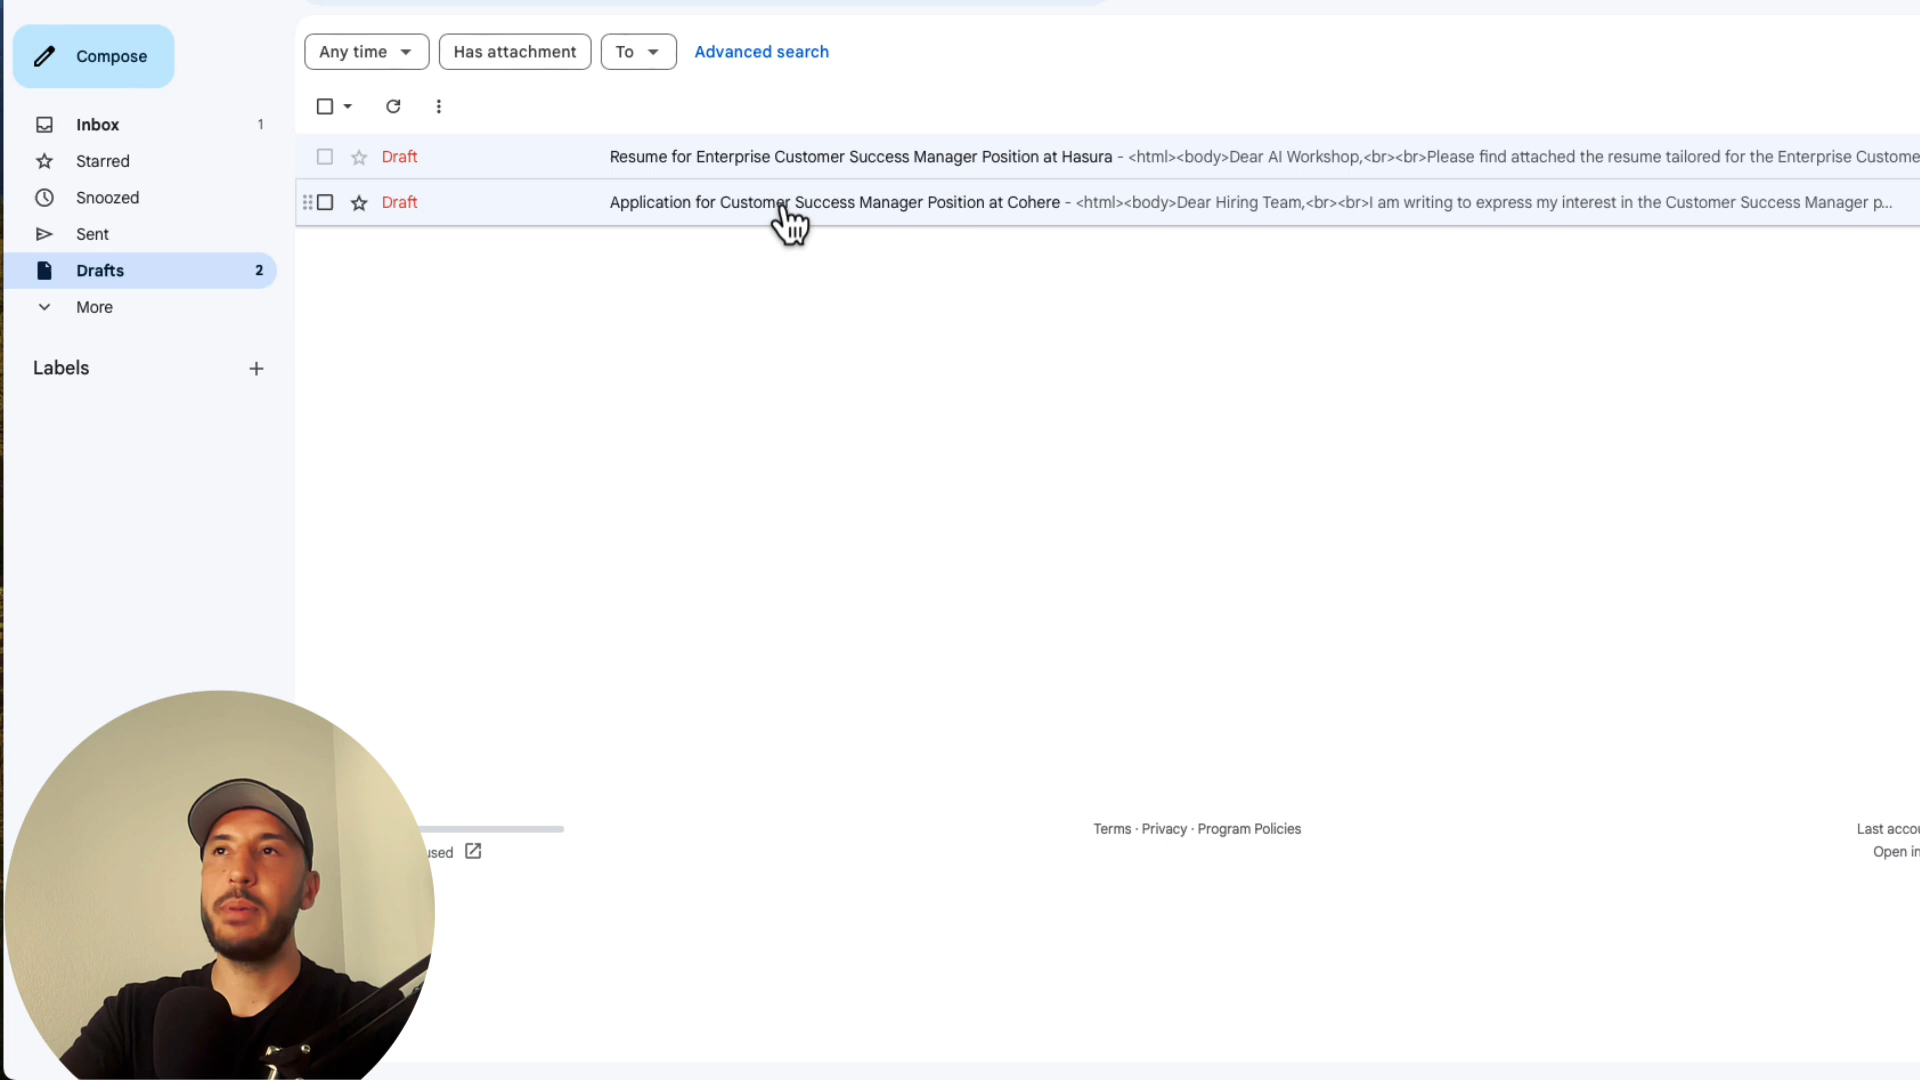 Compose
Any time
Has attachment
To
Advanced search
Inbox 1
Starred
Snoozed
Sent
Drafts 2
More
Labels
Draft Resume for Enterprise Customer Success Manager Position at Hasura - <html><body>Dear AI Workshop,<br><br>Please find attached the resume tailored for the Enterprise Custome
Draft Application for Customer Success Manager Position at Cohere - <html><body>Dear Hiring Team,<br><br>I am writing to express my interest in the Customer Success Manager p...
used
Terms · Privacy · Program Policies
Last accou
Open in